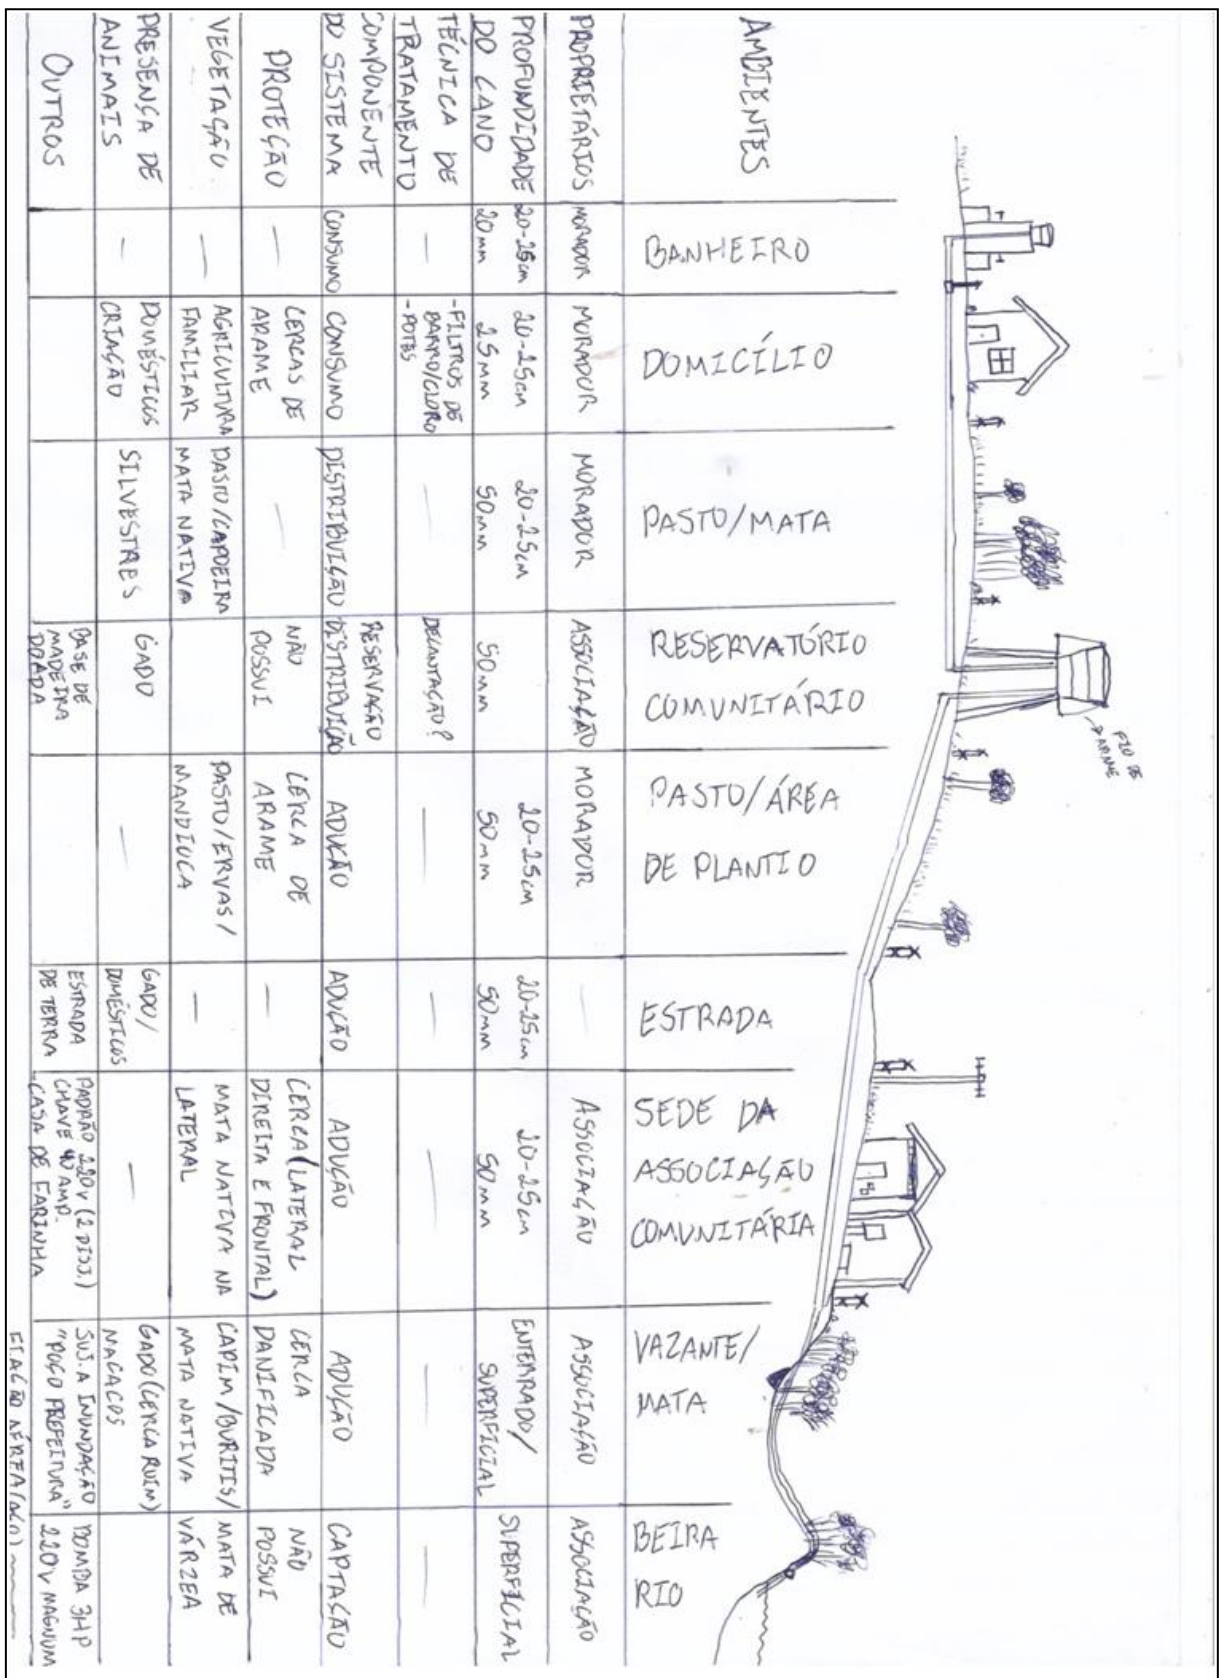 FIO DE
ARAME
AMBIENTES
BANHEIRO
DOMICÍLIO
PASTO/MATA
RESERVATÓRIO
COMUNITÁRIO
PASTO/ÁREA
DE PLANTIO
ESTRADA
SEDE DA
ASSOCIAÇÃO
COMUNITÁRIA
VAZANTE/
MATA
BEIRA
RIO
PROPRIETÁRIOS
MORADOR
MORADOR
MORADOR
ASSOCIAÇÃO
MORADOR
ASSOCIAÇÃO
ASSOCIAÇÃO
ASSOCIAÇÃO
PROFUNDIDADE
DO CANO
20-25cm
20mm
20-25cm
25mm
20-25cm
50mm
50mm
20-25cm
50mm
20-25cm
50mm
20-25cm
50mm
ENTERRADO/
SUPERFICIAL
SUPERFICIAL
TÉCNICA DE
TRATAMENTO
—
-FILTROS DE
BARRO/CLORO
-POTES
—
DECANTAÇÃO?
—
—
—
—
—
COMPONENTE
DO SISTEMA
CONSUMO
CONSUMO
DISTRIBUIÇÃO
RESERVAÇÃO
DISTRIBUIÇÃO
ADUÇÃO
ADUÇÃO
ADUÇÃO
ADUÇÃO
CAPTAÇÃO
PROTEÇÃO
—
CERCAS DE
ARAME
—
NÃO
POSSUI
CERCA DE
ARAME
—
CERCA (LATERAL
DIREITA E FRONTAL)
CERCA
DANIFICADA
NÃO
POSSUI
VEGETAÇÃO
—
AGRICULTURA
FAMILIAR
PASTO/CAPOEIRA
MATA NATIVA
PASTO/ERVAS/
MANDIOCA
—
MATA NATIVA NA
LATERAL
CAPIM/BURITIS/
MATA NATIVA
MATA DE
VÁRZEA
PRESENÇA DE
ANIMAIS
—
DOMÉSTICOS
CRIAÇÃO
SILVESTRES
GADO
—
GADO/
DOMÉSTICOS
—
GADO (CERCA RUIM)
MACACOS
OUTROS
BASE DE
MADEIRA
DOADA
ESTRADA
DE TERRA
PADRÃO 220V (2 DISJ.)
CHAVE 40 AMP.
-CASA DE FARINHA
SUJ. A INUNDAÇÃO
"POÇO PREFEITURA"
BOMBA 3HP
220V MAGNUM
FIAÇÃO AÉREA